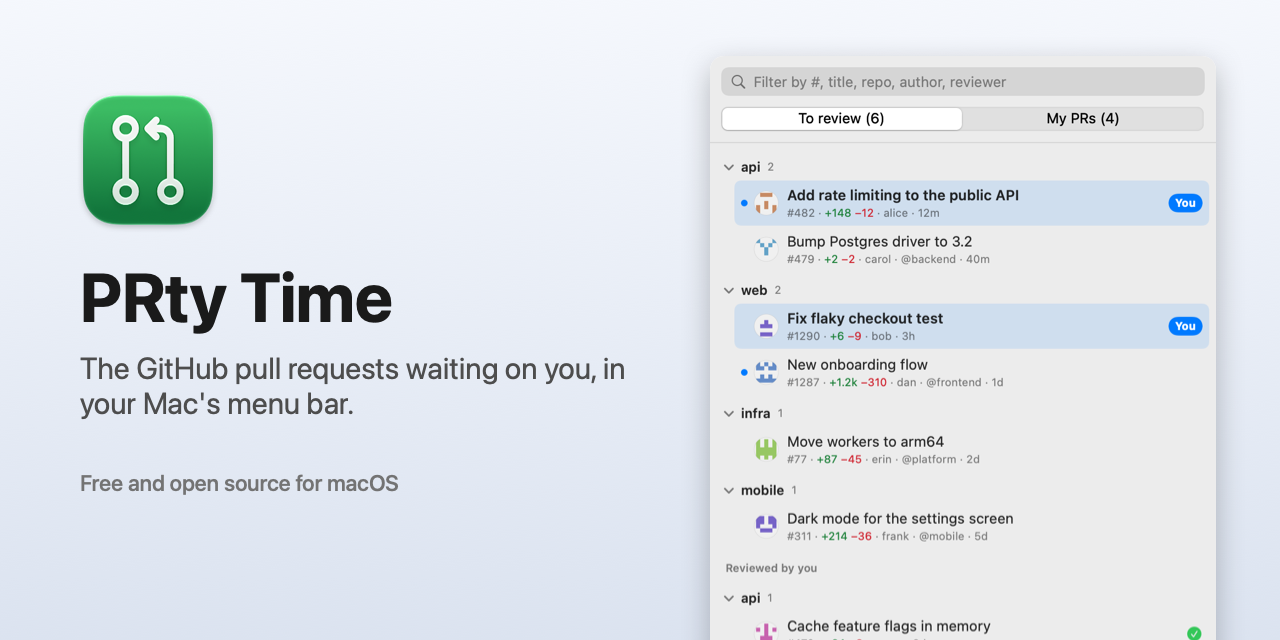 PRty Time
The GitHub pull requests waiting on you, in
your Mac's menu bar.
Free and open source for macOS
Filter by #, title, repo, author, reviewer
To review (6)
My PRs (4)
api 2
Add rate limiting to the public API
#482 · +148 −12 · alice · 12m
You
Bump Postgres driver to 3.2
#479 · +2 −2 · carol · @backend · 40m
web 2
Fix flaky checkout test
#1290 · +6 −9 · bob · 3h
You
New onboarding flow
#1287 · +1.2k −310 · dan · @frontend · 1d
infra 1
Move workers to arm64
#77 · +87 −45 · erin · @platform · 2d
mobile 1
Dark mode for the settings screen
#311 · +214 −36 · frank · @mobile · 5d
Reviewed by you
api 1
Cache feature flags in memory